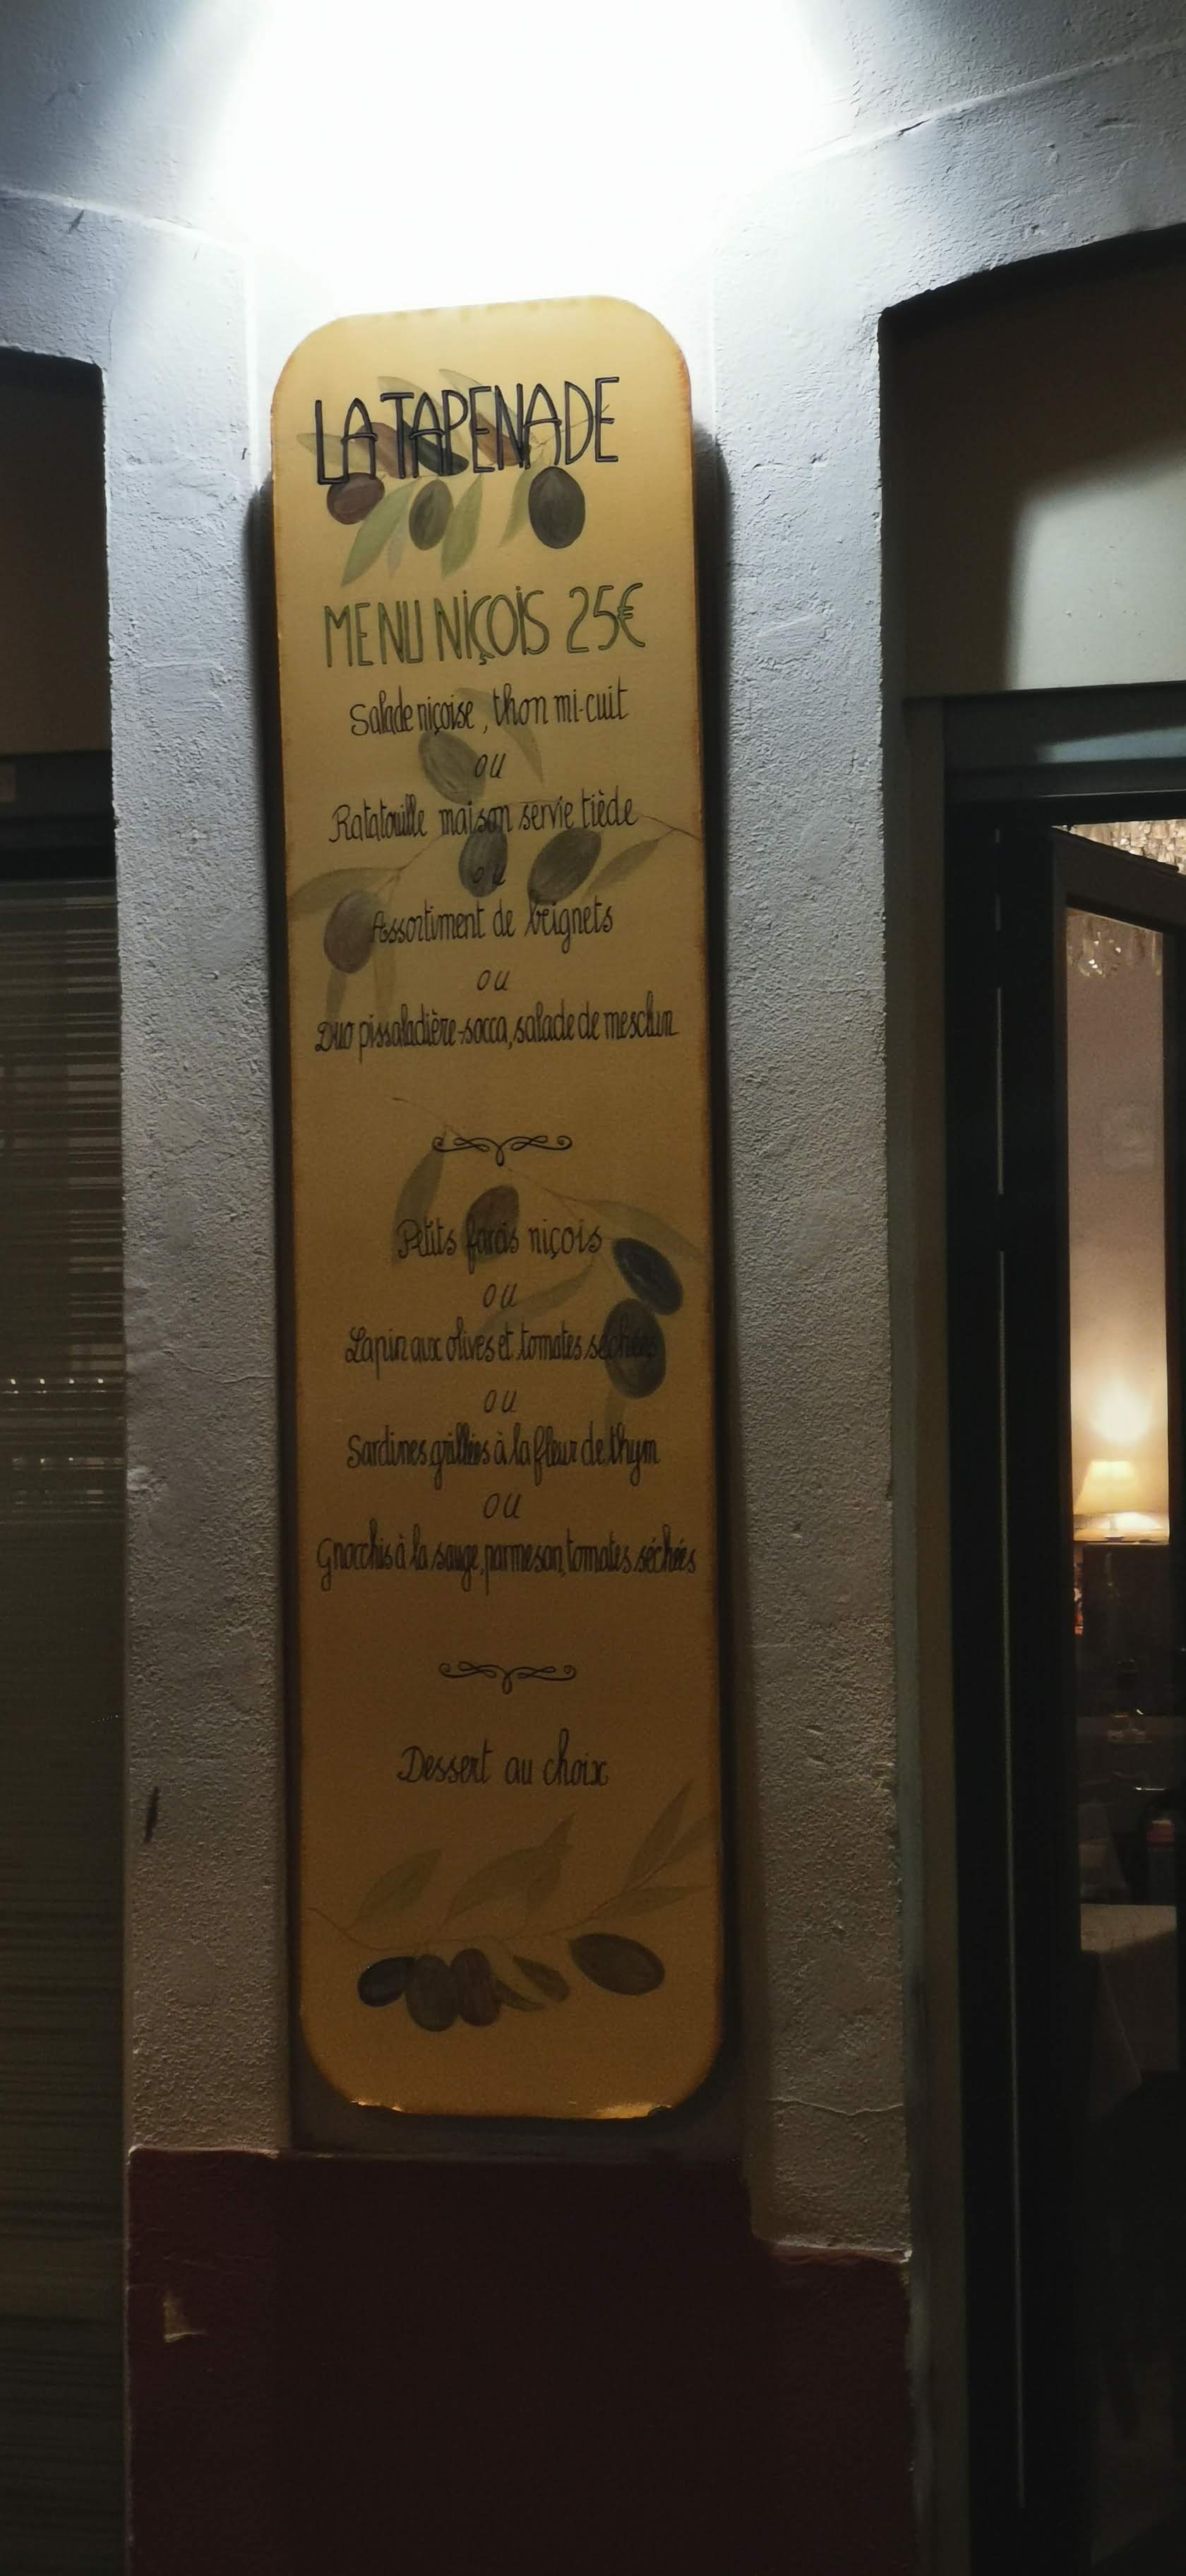 LA TAPENADE
MENU NIÇOIS 25€
Salade niçoise, thon mi-cuit
ou
Ratatouille maison servie tiède
ou
Assortiment de beignets
ou
Duo pissaladière-socca, salade de mesclun
Petits farcis niçois
ou
Lapin aux olives et tomates séchées
ou
Sardines grillées à la fleur de thym
ou
Gnocchis à la sauge, parmesan, tomates séchées
Dessert au choix